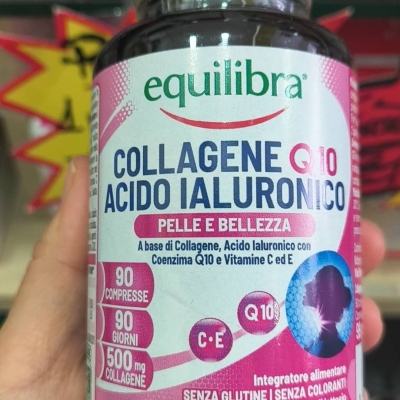 equilibra®
COLLAGENE Q10
ACIDO IALURONICO
PELLE E BELLEZZA
A base di Collagene, Acido Ialuronico con
Coenzima Q10 e Vitamine C ed E
90
COMPRESSE
90
GIORNI
500 mg
COLLAGENE
C•E
Q10
Integratore alimentare
SENZA GLUTINE | SENZA COLORANTI